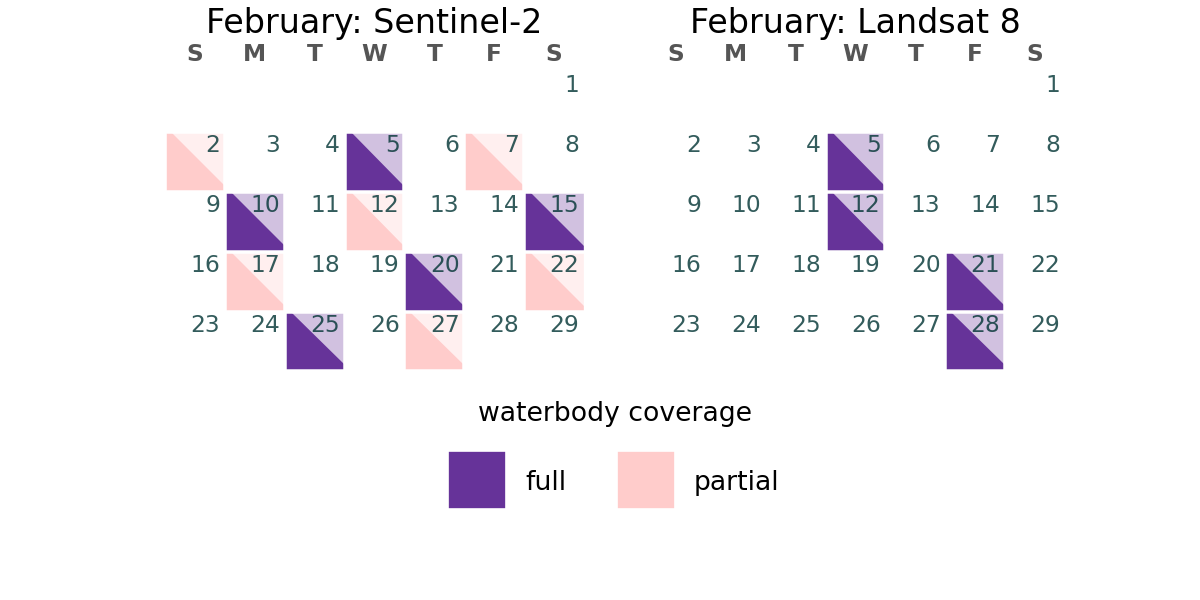 February: Sentinel-2
S M T W T F S
1
2 3 4 5 6 7 8
9 10 11 12 13 14 15
16 17 18 19 20 21 22
23 24 25 26 27 28 29
February: Landsat 8
S M T W T F S
1
2 3 4 5 6 7 8
9 10 11 12 13 14 15
16 17 18 19 20 21 22
23 24 25 26 27 28 29
waterbody coverage
full
partial